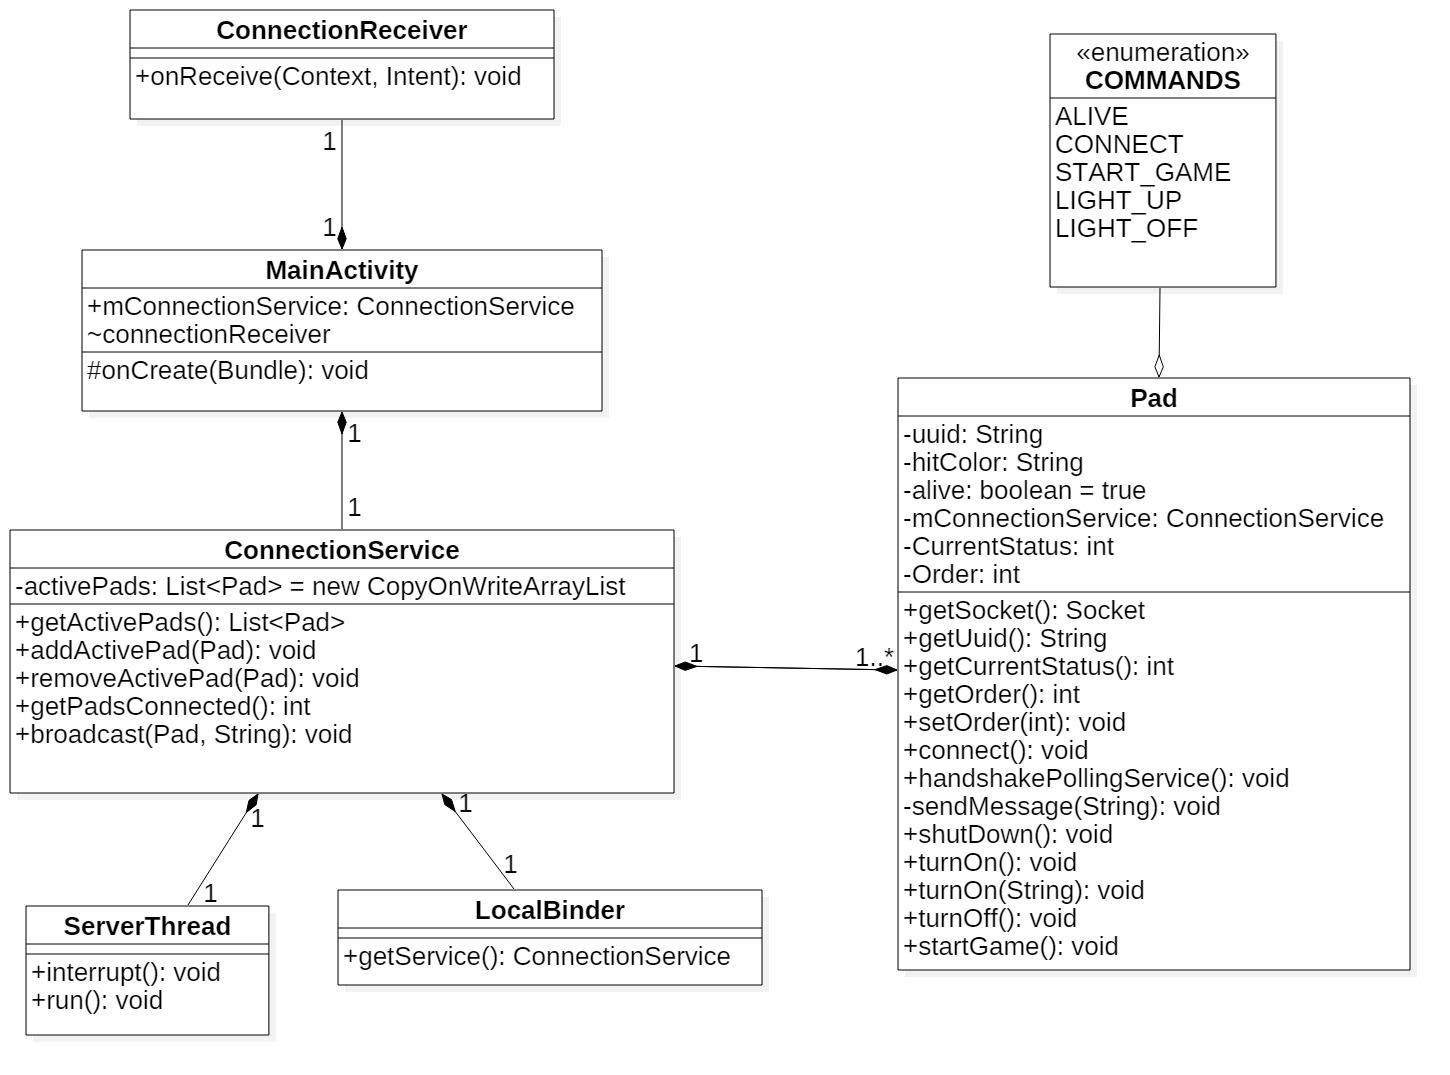 ConnectionReceiver
+onReceive(Context, Intent): void
1
1
MainActivity
+mConnectionService: ConnectionService
~connectionReceiver
#onCreate(Bundle): void
1
1
ConnectionService
-activePads: List<Pad> = new CopyOnWriteArrayList
+getActivePads(): List<Pad>
+addActivePad(Pad): void
+removeActivePad(Pad): void
+getPadsConnected(): int
+broadcast(Pad, String): void
1
1..*
1
1
ServerThread
+interrupt(): void
+run(): void
1
1
LocalBinder
+getService(): ConnectionService
«enumeration»
COMMANDS
ALIVE
CONNECT
START_GAME
LIGHT_UP
LIGHT_OFF
Pad
-uuid: String
-hitColor: String
-alive: boolean = true
-mConnectionService: ConnectionService
-CurrentStatus: int
-Order: int
+getSocket(): Socket
+getUuid(): String
+getCurrentStatus(): int
+getOrder(): int
+setOrder(int): void
+connect(): void
+handshakePollingService(): void
-sendMessage(String): void
+shutDown(): void
+turnOn(): void
+turnOn(String): void
+turnOff(): void
+startGame(): void